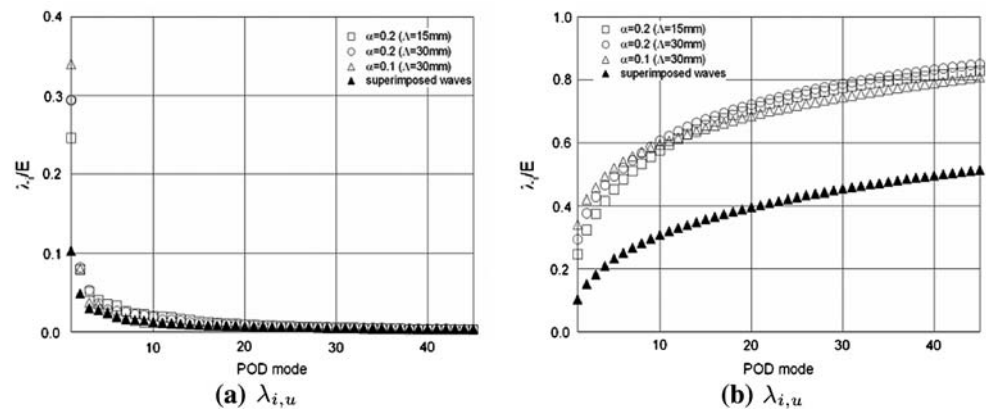 0.4
0.3
0.2
0.1
0.0
λᵢ/E
□ α=0.2 (Λ=15mm)
○ α=0.2 (Λ=30mm)
△ α=0.1 (Λ=30mm)
▲ superimposed waves
10 20 30 40
POD mode
(a) λᵢ,ᵤ
1.0
0.8
0.6
0.4
0.2
0.0
λᵢ/E
□ α=0.2 (Λ=15mm)
○ α=0.2 (Λ=30mm)
△ α=0.1 (Λ=30mm)
▲ superimposed waves
10 20 30 40
POD mode
(b) λᵢ,ᵤ